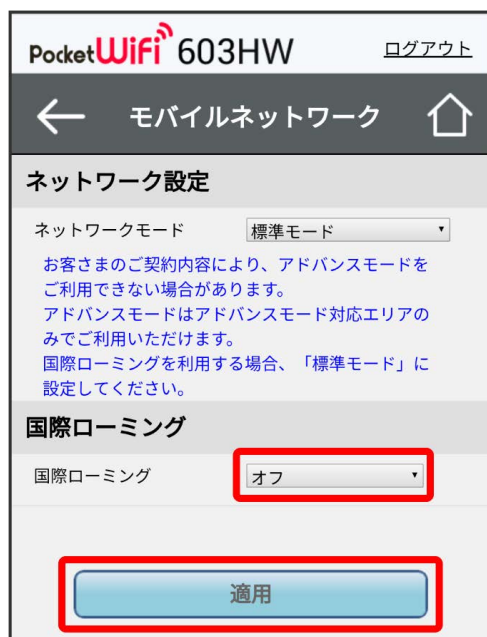 PocketWiFi 603HW ログアウト
モバイルネットワーク
ネットワーク設定
ネットワークモード 標準モード
お客さまのご契約内容により、アドバンスモードを
ご利用できない場合があります。
アドバンスモードはアドバンスモード対応エリアの
みでご利用いただけます。
国際ローミングを利用する場合、「標準モード」に
設定してください。
国際ローミング
国際ローミング オフ
適用